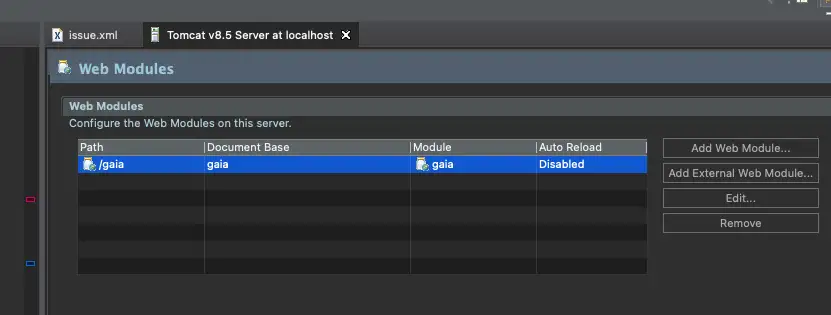 issue.xml Tomcat v8.5 Server at localhost
Web Modules
Web Modules
Configure the Web Modules on this server.
Path Document Base Module Auto Reload
/gaia gaia gaia Disabled
Add Web Module...
Add External Web Module...
Edit...
Remove